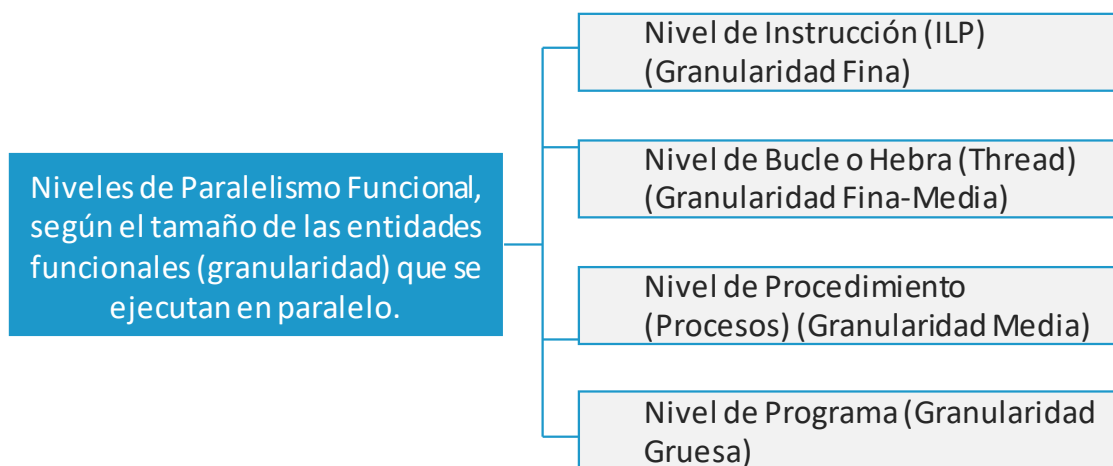 Niveles de Paralelismo Funcional,
según el tamaño de las entidades
funcionales (granularidad) que se
ejecutan en paralelo.
Nivel de Instrucción (ILP)
(Granularidad Fina)
Nivel de Bucle o Hebra (Thread)
(Granularidad Fina-Media)
Nivel de Procedimiento
(Procesos) (Granularidad Media)
Nivel de Programa (Granularidad
Gruesa)